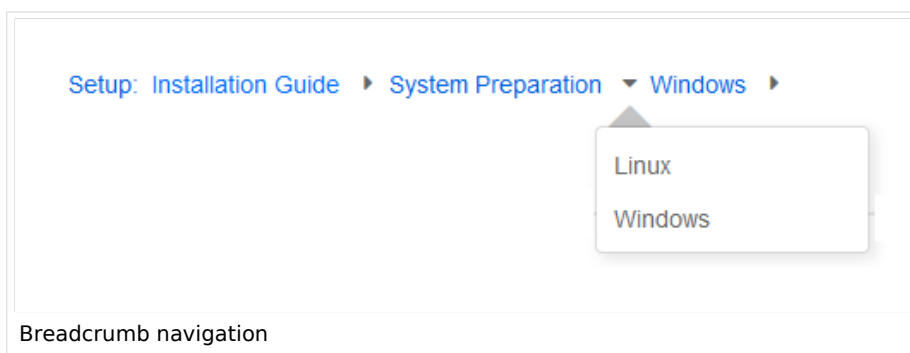 Setup: Installation Guide System Preparation Windows
Linux
Windows
Breadcrumb navigation